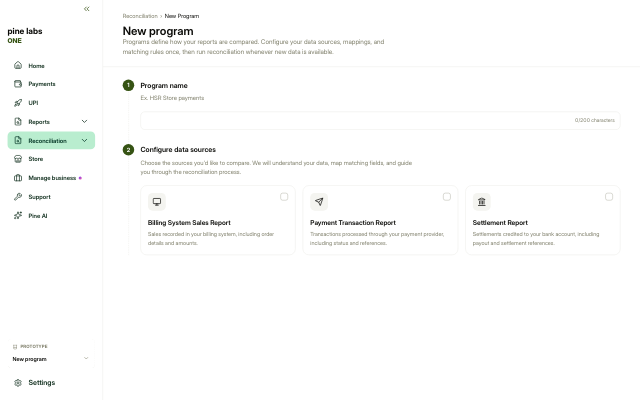 pine labs
ONE
Home
Payments
UPI
Reports
Reconciliation
Store
Manage business
Support
Pine AI
PROTOTYPE
New program
Settings
Reconciliation › New Program
New program
Programs define how your reports are compared. Configure your data sources, mappings, and
matching rules once, then run reconciliation whenever new data is available.
1 Program name
Ex. HSR Store payments
0/200 characters
2 Configure data sources
Choose the sources you'd like to compare. We will understand your data, map matching fields, and guide
you through the reconciliation process.
Billing System Sales Report
Sales recorded in your billing system, including order
details and amounts.
Payment Transaction Report
Transactions processed through your payment provider,
including status and references.
Settlement Report
Settlements credited to your bank account, including
payout and settlement references.